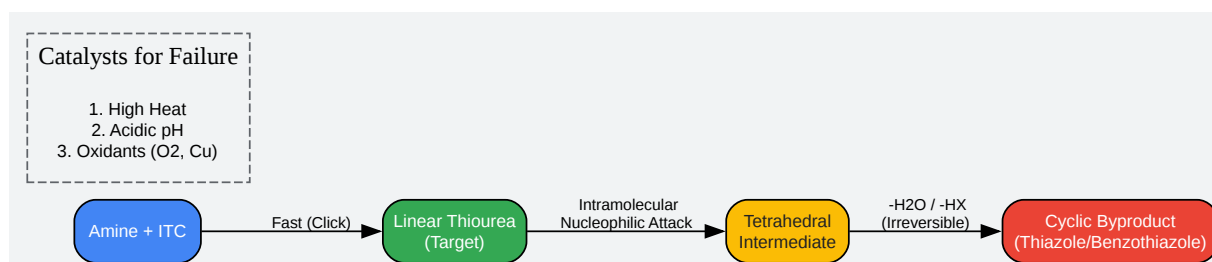 Catalysts for Failure
1. High Heat
2. Acidic pH
3. Oxidants (O2, Cu)
Amine + ITC
Fast (Click)
Linear Thiourea
(Target)
Intramolecular
Nucleophilic Attack
Tetrahedral
Intermediate
-H2O / -HX
(Irreversible)
Cyclic Byproduct
(Thiazole/Benzothiazole)